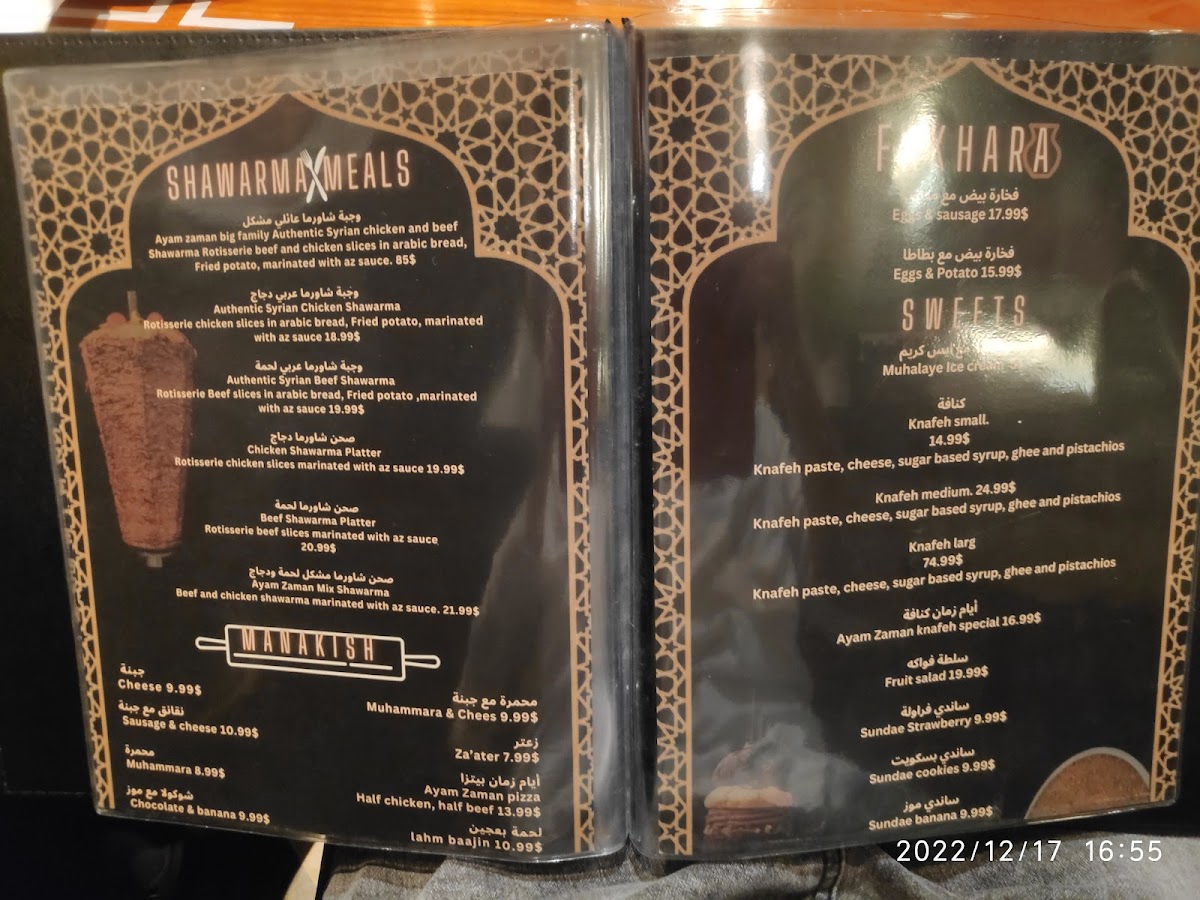 SHAWARMA MEALS
وجبة شاورما عائلي مشكل
Ayam zaman big family Authentic Syrian chicken and beef
Shawarma Rotisserie beef and chicken slices in arabic bread,
Fried potato, marinated with az sauce. 85$
وجبة شاورما عربي دجاج
Authentic Syrian Chicken Shawarma
Rotisserie chicken slices in arabic bread, Fried potato, marinated
with az sauce 18.99$
وجبة شاورما عربي لحمة
Authentic Syrian Beef Shawarma
Rotisserie Beef slices in arabic bread, Fried potato ,marinated
with az sauce 19.99$
صحن شاورما دجاج
Chicken Shawarma Platter
Rotisserie chicken slices marinated with az sauce 19.99$
صحن شاورما لحمة
Beef Shawarma Platter
Rotisserie beef slices marinated with az sauce
20.99$
صحن شاورما مشكل لحمة ودجاج
Ayam Zaman Mix Shawarma
Beef and chicken shawarma marinated with az sauce. 21.99$
MANAKISH
جبنة
Cheese 9.99$
نقانق مع جبنة
Sausage & cheese 10.99$
محمرة
Muhammara 8.99$
شوكولا مع موز
Chocolate & banana 9.99$
محمرة مع جبنة
Muhammara & Chees 9.99$
زعتر
Za'ater 7.99$
أيام زمان بيتزا
Ayam Zaman pizza
Half chicken, half beef 13.99$
لحمة بعجين
lahm baajin 10.99$
فخارة بيض مع
Eggs & sausage 17.99$
فخارة بيض مع بطاطا
Eggs & Potato 15.99$
SWEETS
مع ايس كريم
Muhalaye Ice cream
كنافة
Knafeh small.
14.99$
Knafeh paste, cheese, sugar based syrup, ghee and pistachios
Knafeh medium. 24.99$
Knafeh paste, cheese, sugar based syrup, ghee and pistachios
Knafeh larg
74.99$
Knafeh paste, cheese, sugar based syrup, ghee and pistachios
أيام زمان كنافة
Ayam Zaman knafeh special 16.99$
سلطة فواكه
Fruit salad 19.99$
ساندي فراولة
Sundae Strawberry 9.99$
ساندي بسكويت
Sundae cookies 9.99$
ساندي موز
Sundae banana 9.99$
2022/12/17 16:55